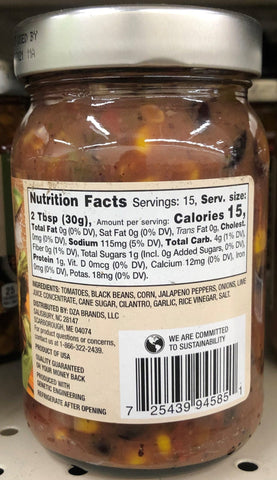 Nutrition Facts Servings: 15, Serv. size:
2 Tbsp (30g), Amount per serving: Calories 15,
Total Fat 0g (0% DV), Sat Fat 0g (0% DV), Trans Fat 0g, Cholest.
0mg (0% DV), Sodium 115mg (5% DV), Total Carb. 4g (1% DV),
Fiber 0g (1% DV), Total Sugars 1g (Incl. 0g Added Sugars, 0% DV),
Protein 1g, Vit. D 0mcg (0% DV), Calcium 12mg (0% DV), Iron
0mg (0% DV), Potas. 18mg (0% DV).
INGREDIENTS: TOMATOES, BLACK BEANS, CORN, JALAPENO PEPPERS, ONIONS, LIME
JUICE CONCENTRATE, CANE SUGAR, CILANTRO, GARLIC, RICE VINEGAR, SALT.
DISTRIBUTED BY: DZA BRANDS, LLC
SALISBURY, NC 28147
SCARBOROUGH, ME 04074
contact us at 1-866-322-2439.
PRODUCT OF USA
QUALITY GUARANTEED
OR YOUR MONEY BACK
PRODUCED WITH
GENETIC ENGINEERING
REFRIGERATE AFTER OPENING
WE ARE COMMITTED
TO SUSTAINABILITY
7 25439 94585 1